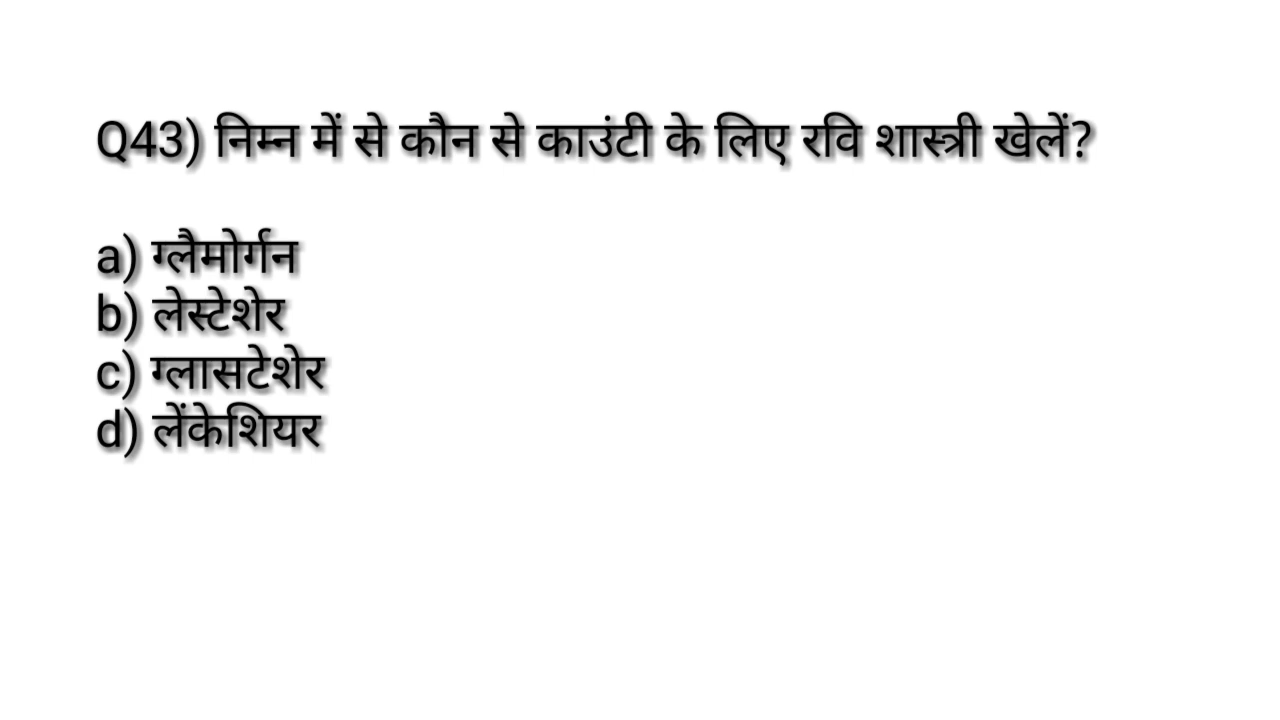 Q43) निम्न में से कौन से काउंटी के लिए रवि शास्त्री खेलें?
a) ग्लैमोर्गन
b) लेस्टेशेर
c) ग्लासटेशेर
d) लेंकेशियर